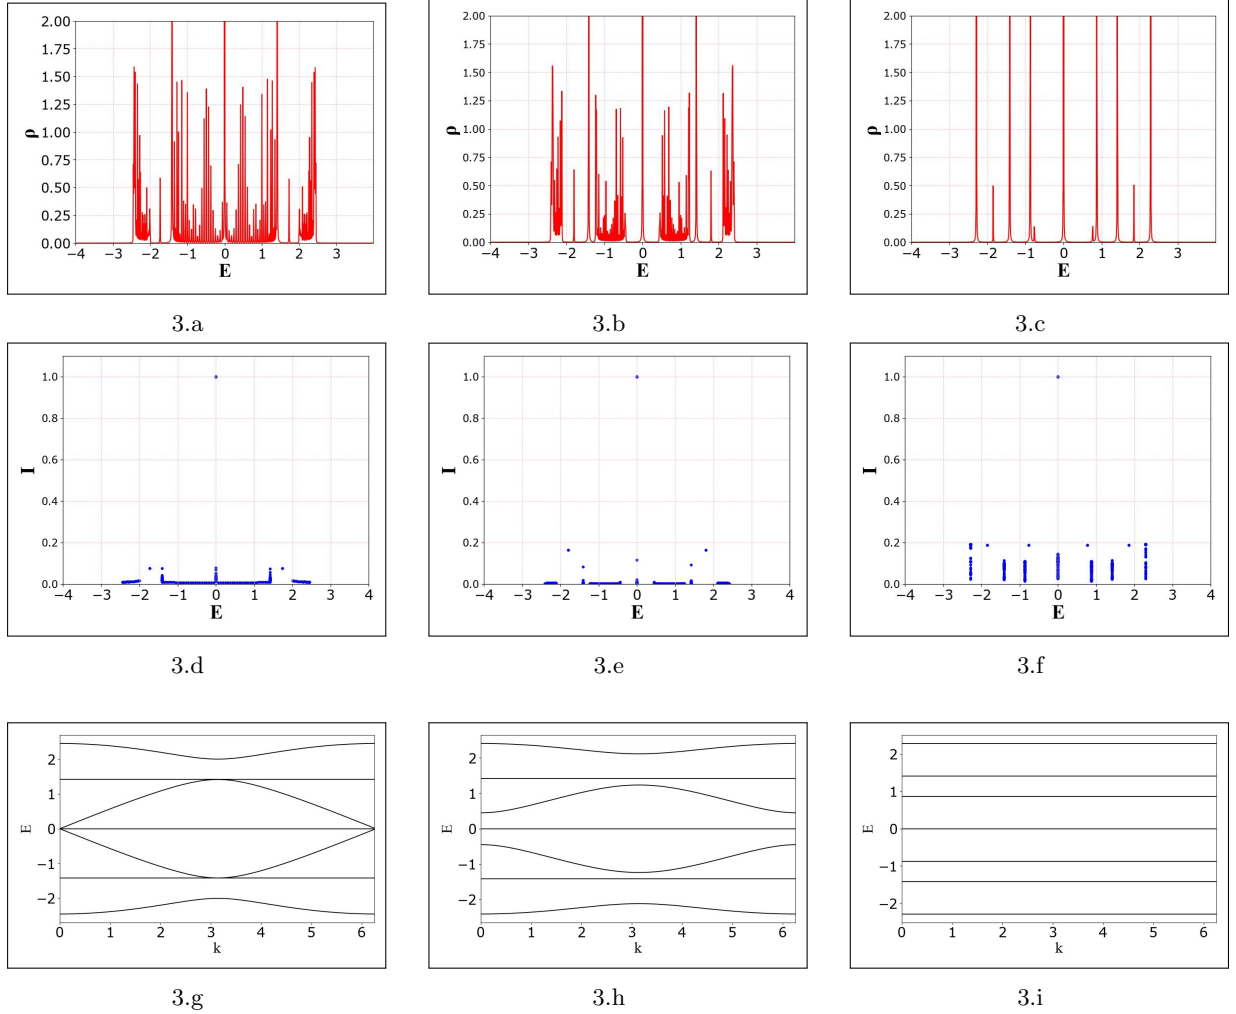 2.00
1.75
1.50
1.25
1.00
0.75
0.50
0.25
0.00
ρ
−4 −3 −2 −1 0 1 2 3
E
3.a
2.00
1.75
1.50
1.25
1.00
0.75
0.50
0.25
0.00
ρ
−4 −3 −2 −1 0 1 2 3
E
3.b
2.00
1.75
1.50
1.25
1.00
0.75
0.50
0.25
0.00
ρ
−4 −3 −2 −1 0 1 2 3
E
3.c
1.0
0.8
0.6
0.4
0.2
0.0
I
−4 −3 −2 −1 0 1 2 3 4
E
3.d
1.0
0.8
0.6
0.4
0.2
0.0
I
−4 −3 −2 −1 0 1 2 3 4
E
3.e
1.0
0.8
0.6
0.4
0.2
0.0
I
−4 −3 −2 −1 0 1 2 3 4
E
3.f
2
1
0
−1
−2
E
0 1 2 3 4 5 6
k
3.g
2
1
0
−1
−2
E
0 1 2 3 4 5 6
k
3.h
2
1
0
−1
−2
E
0 1 2 3 4 5 6
k
3.i